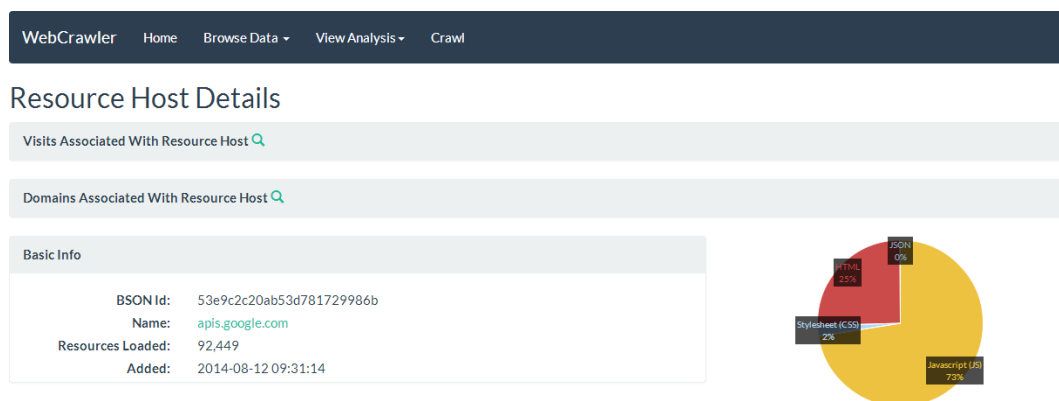 WebCrawler Home Browse Data View Analysis Crawl
Resource Host Details
Visits Associated With Resource Host
Domains Associated With Resource Host
Basic Info
BSON Id: 53e9c2c20ab53d781729986b
Name: apis.google.com
Resources Loaded: 92,449
Added: 2014-08-12 09:31:14
JSON
0%
HTML
25%
Stylesheet (CSS)
2%
Javascript (JS)
73%